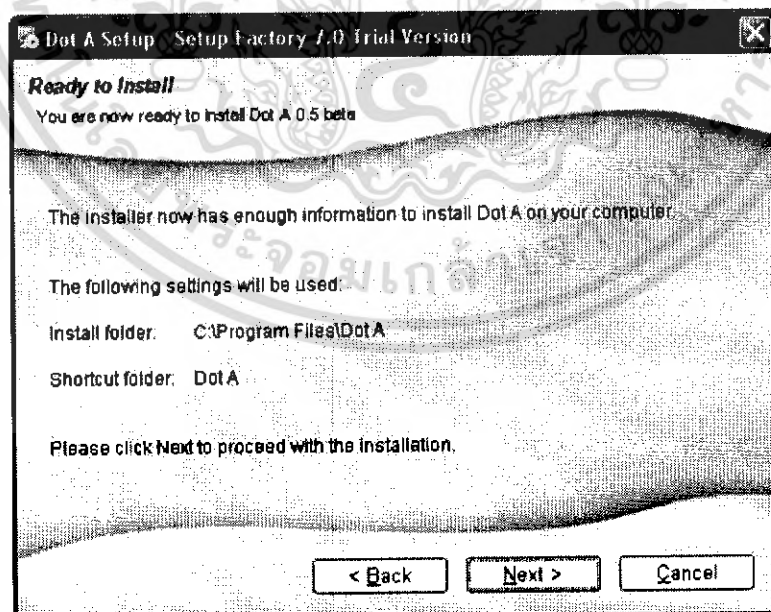 Dot A Setup - Setup Factory 7.0 Trial Version
Ready to Install
You are now ready to install Dot A 0.5 beta
The installer now has enough information to install Dot A on your computer.
The following settings will be used:
Install folder: C:\Program Files\Dot A
Shortcut folder: Dot A
Please click Next to proceed with the installation.
< Back Next > Cancel